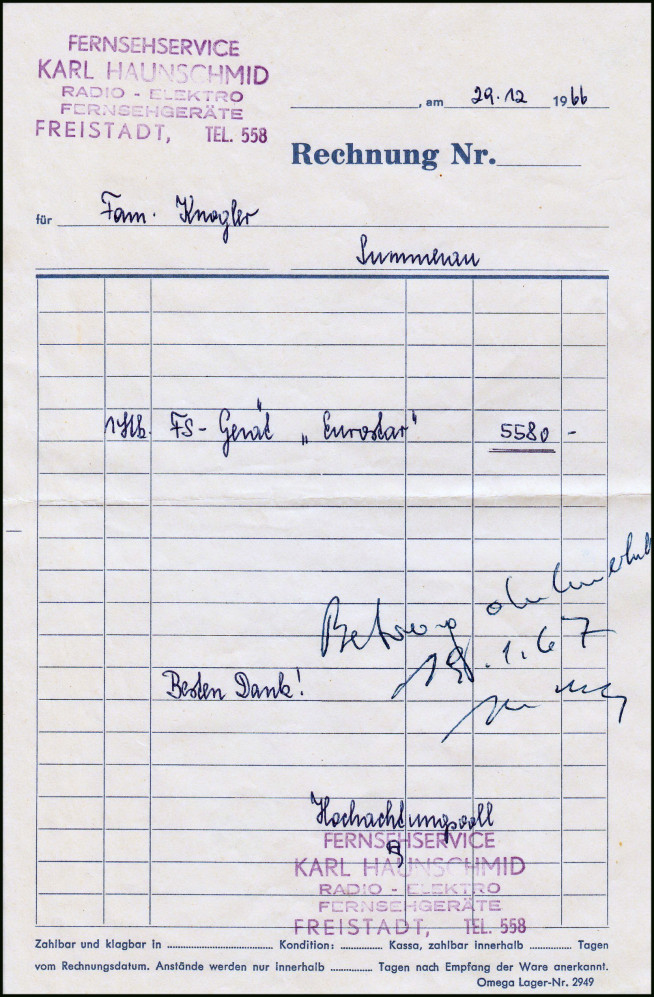 FERNSEHSERVICE
KARL HAUNSCHMID
RADIO - ELEKTRO
FERNSEHGERÄTE
FREISTADT, TEL. 558
, am 29.12 1966
Rechnung Nr.
für Fam. Knogler
Summerau
1 Stk. FS-Gerät „Eurostar" 5580 -
Betrag
.1.67
Besten Dank!
Hochachtungsvoll
FERNSEHSERVICE
KARL HAUNSCHMID
RADIO - ELEKTRO
FERNSEHGERÄTE
FREISTADT, TEL. 558
Zahlbar und klagbar in .......... Kondition: .......... Kassa, zahlbar innerhalb .......... Tagen
vom Rechnungsdatum. Anstände werden nur innerhalb .......... Tagen nach Empfang der Ware anerkannt.
Omega Lager-Nr. 2949